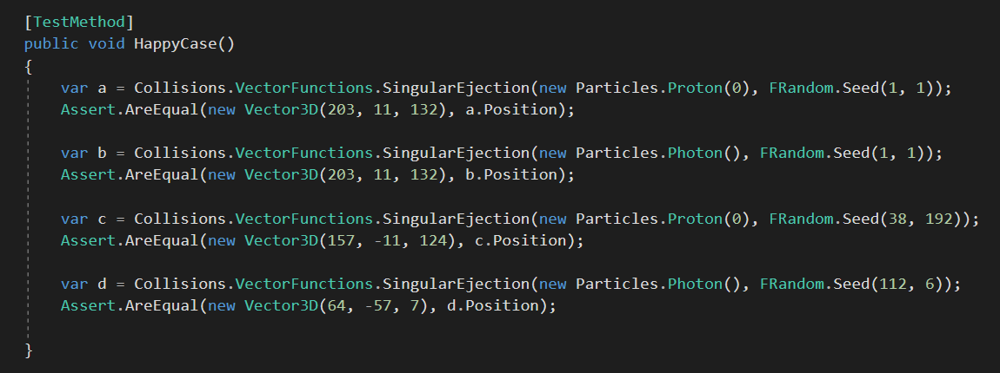 [TestMethod]
public void HappyCase()
{
var a = Collisions.VectorFunctions.SingularEjection(new Particles.Proton(0), FRandom.Seed(1, 1));
Assert.AreEqual(new Vector3D(203, 11, 132), a.Position);
var b = Collisions.VectorFunctions.SingularEjection(new Particles.Photon(), FRandom.Seed(1, 1));
Assert.AreEqual(new Vector3D(203, 11, 132), b.Position);
var c = Collisions.VectorFunctions.SingularEjection(new Particles.Proton(0), FRandom.Seed(38, 192));
Assert.AreEqual(new Vector3D(157, -11, 124), c.Position);
var d = Collisions.VectorFunctions.SingularEjection(new Particles.Photon(), FRandom.Seed(112, 6));
Assert.AreEqual(new Vector3D(64, -57, 7), d.Position);
}